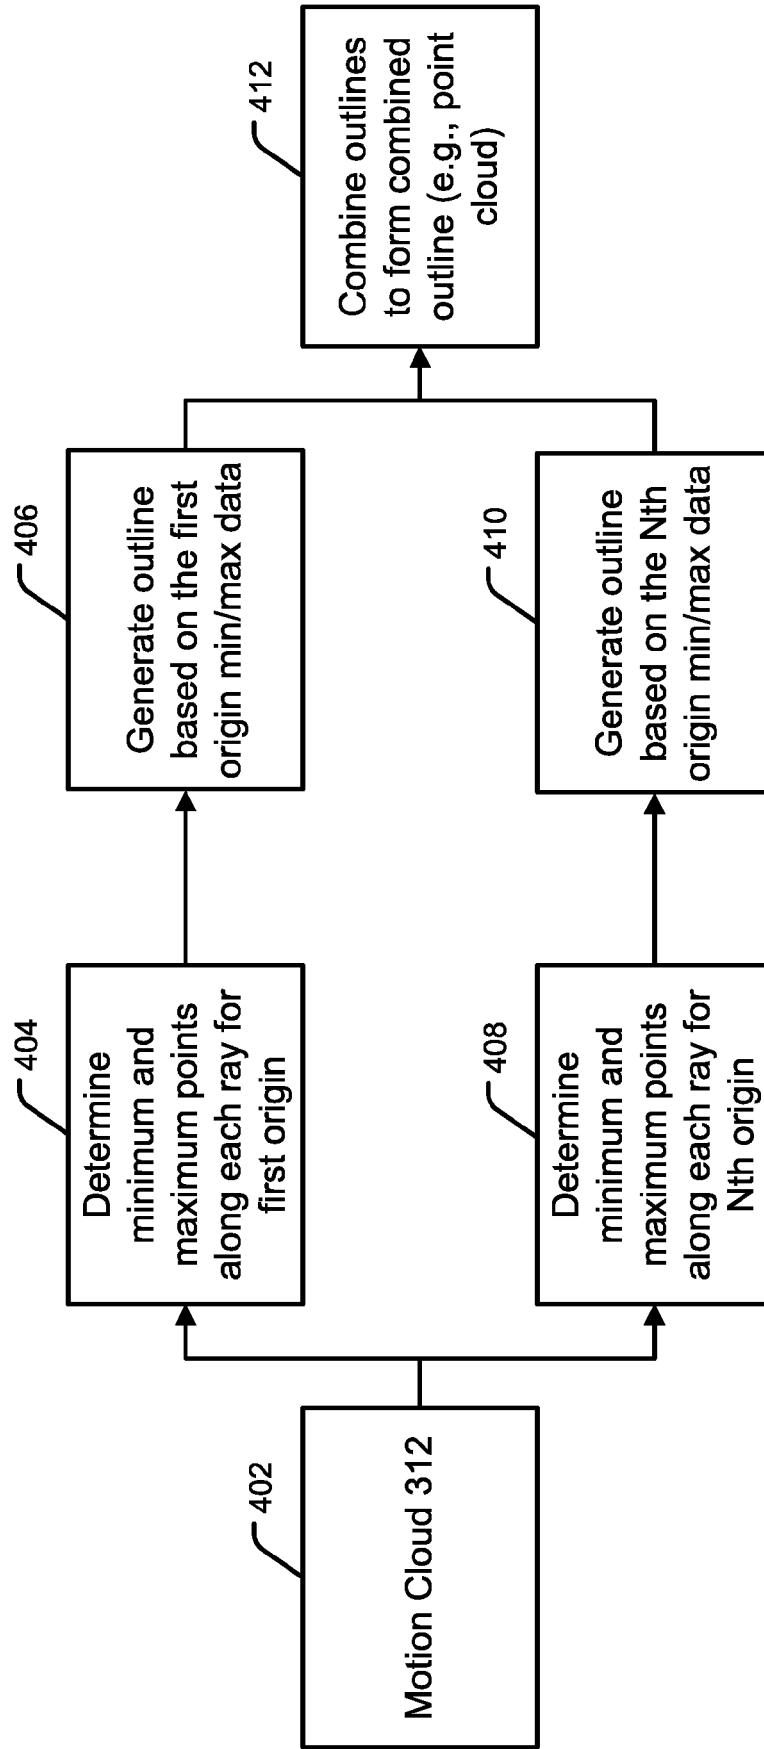 402
Motion Cloud 312
404
Determine
minimum and
maximum points
along each ray for
first origin
406
Generate outline
based on the first
origin min/max data
408
Determine
minimum and
maximum points
along each ray for
Nth origin
410
Generate outline
based on the Nth
origin min/max data
412
Combine outlines
to form combined
outline (e.g., point
cloud)